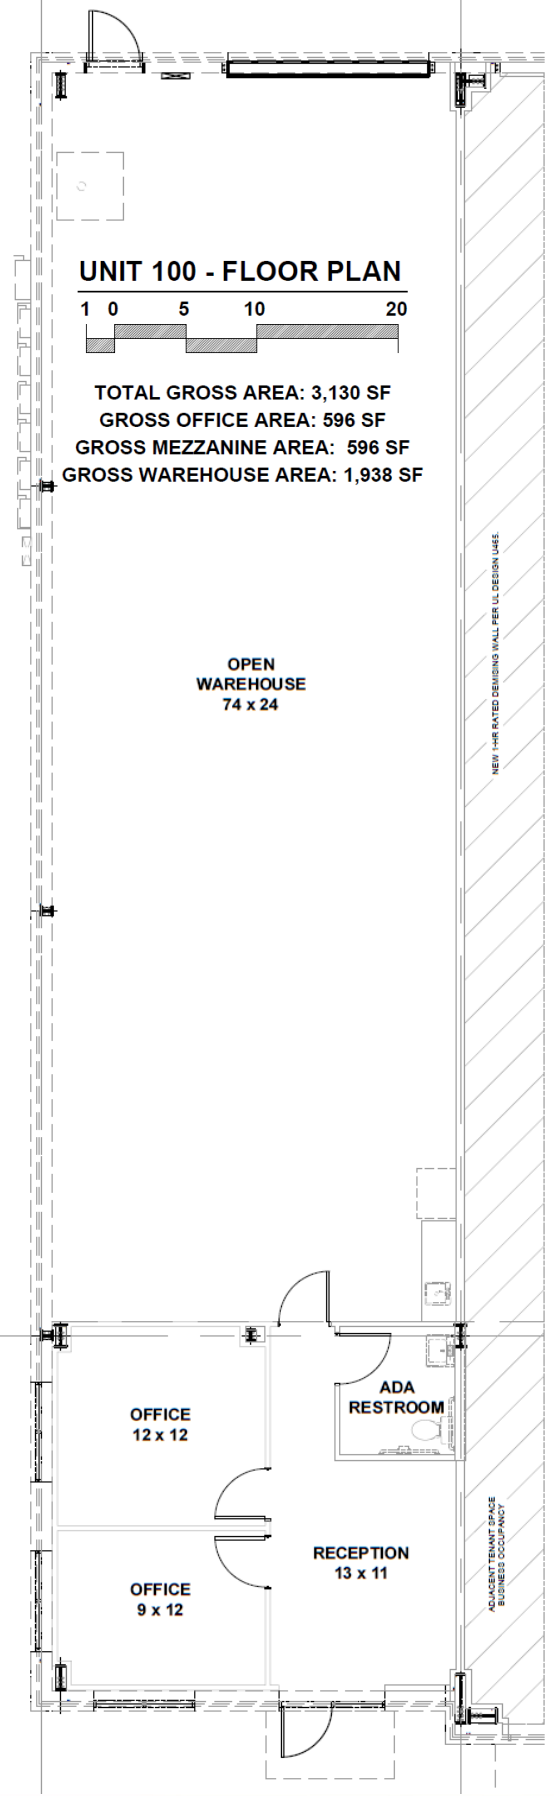 UNIT 100 - FLOOR PLAN
1 0 5 10 20
TOTAL GROSS AREA: 3,130 SF
GROSS OFFICE AREA: 596 SF
GROSS MEZZANINE AREA: 596 SF
GROSS WAREHOUSE AREA: 1,938 SF
OPEN
WAREHOUSE
74 x 24
NEW 1-HR RATED DEMISING WALL PER UL DESIGN U465.
ADA
RESTROOM
OFFICE
12 x 12
RECEPTION
13 x 11
OFFICE
9 x 12
ADJACENT TENANT SPACE
BUSINESS OCCUPANCY